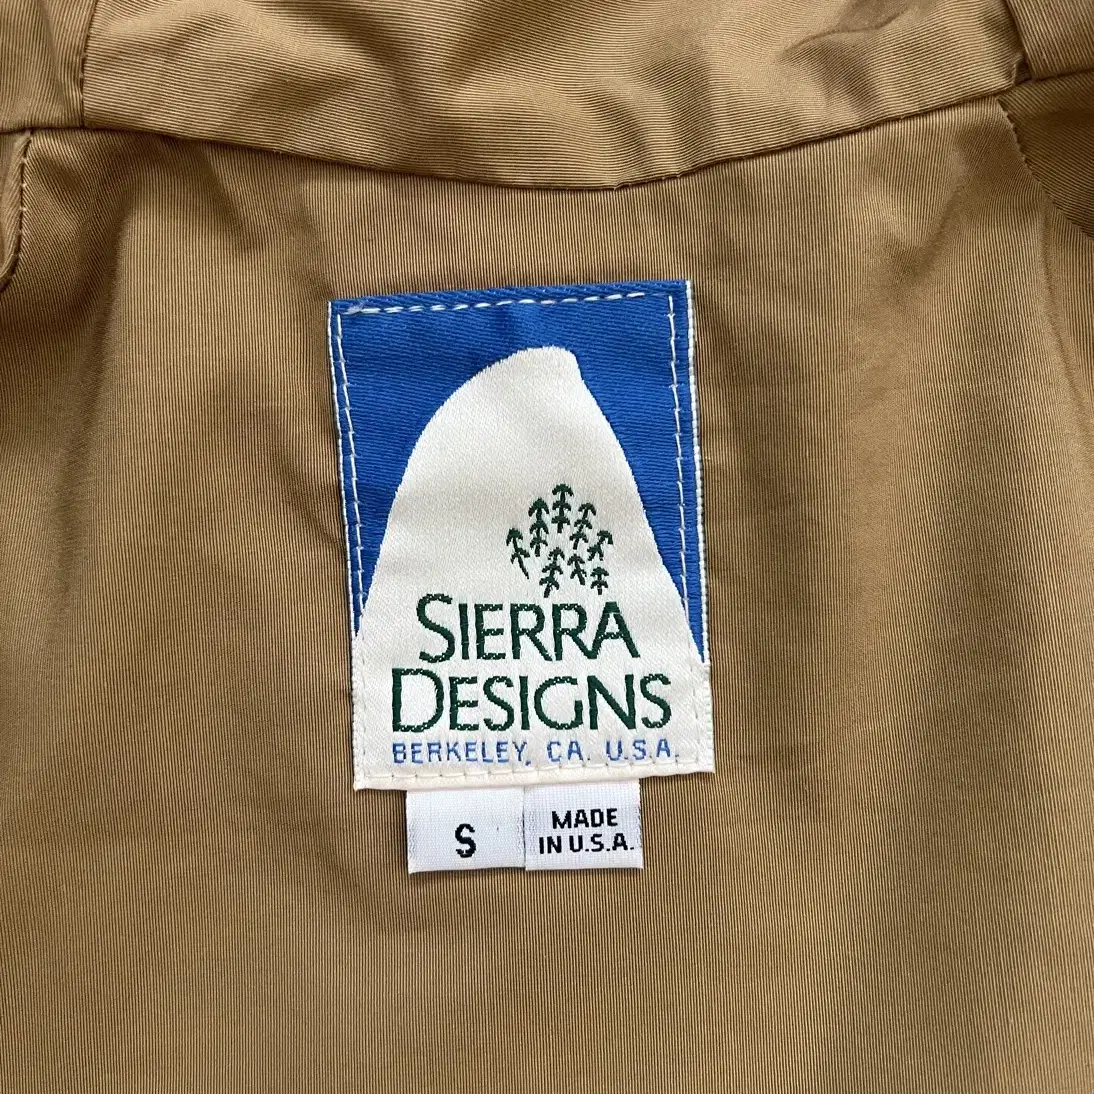 SIERRA
DESIGNS
BERKELEY, CA. U.S.A.
S
MADE
IN U.S.A.